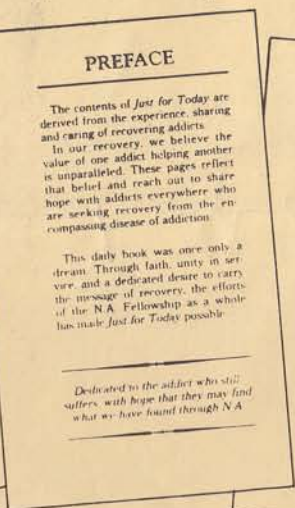 PREFACE
The contents of Just for Today are
derived from the experience, sharing
and caring of recovering addicts
In our recovery, we believe the
value of one addict helping another
is unparalleled. These pages reflect
that belief and reach out to share
hope with addicts everywhere who
are seeking recovery from the en-
compassing disease of addiction.
This daily book was once only a
dream. Through faith, unity in ser-
vice, and a dedicated desire to carry
the message of recovery, the efforts
of the N.A. Fellowship as a whole
has made Just for Today possible
Dedicated to the addict who still
suffers, with hope that they may find
what we have found through N.A.